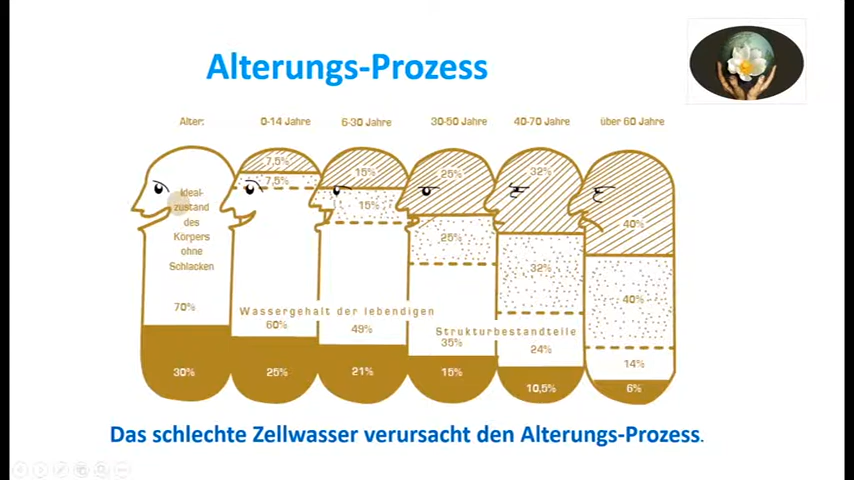 Alterungs-Prozess
Alter: 0-14 Jahre 6-30 Jahre 30-50 Jahre 40-70 Jahre über 60 Jahre
7,5% 15% 25% 32% 40%
7,5% 15% 25% 32% 40%
Ideal-
zustand
des
Körpers
ohne
Schlacken
70%
Wassergehalt der lebendigen
Strukturbestandteile
60% 49% 35% 24% 14%
30% 25% 21% 15% 10,5% 6%
Das schlechte Zellwasser verursacht den Alterungs-Prozess.